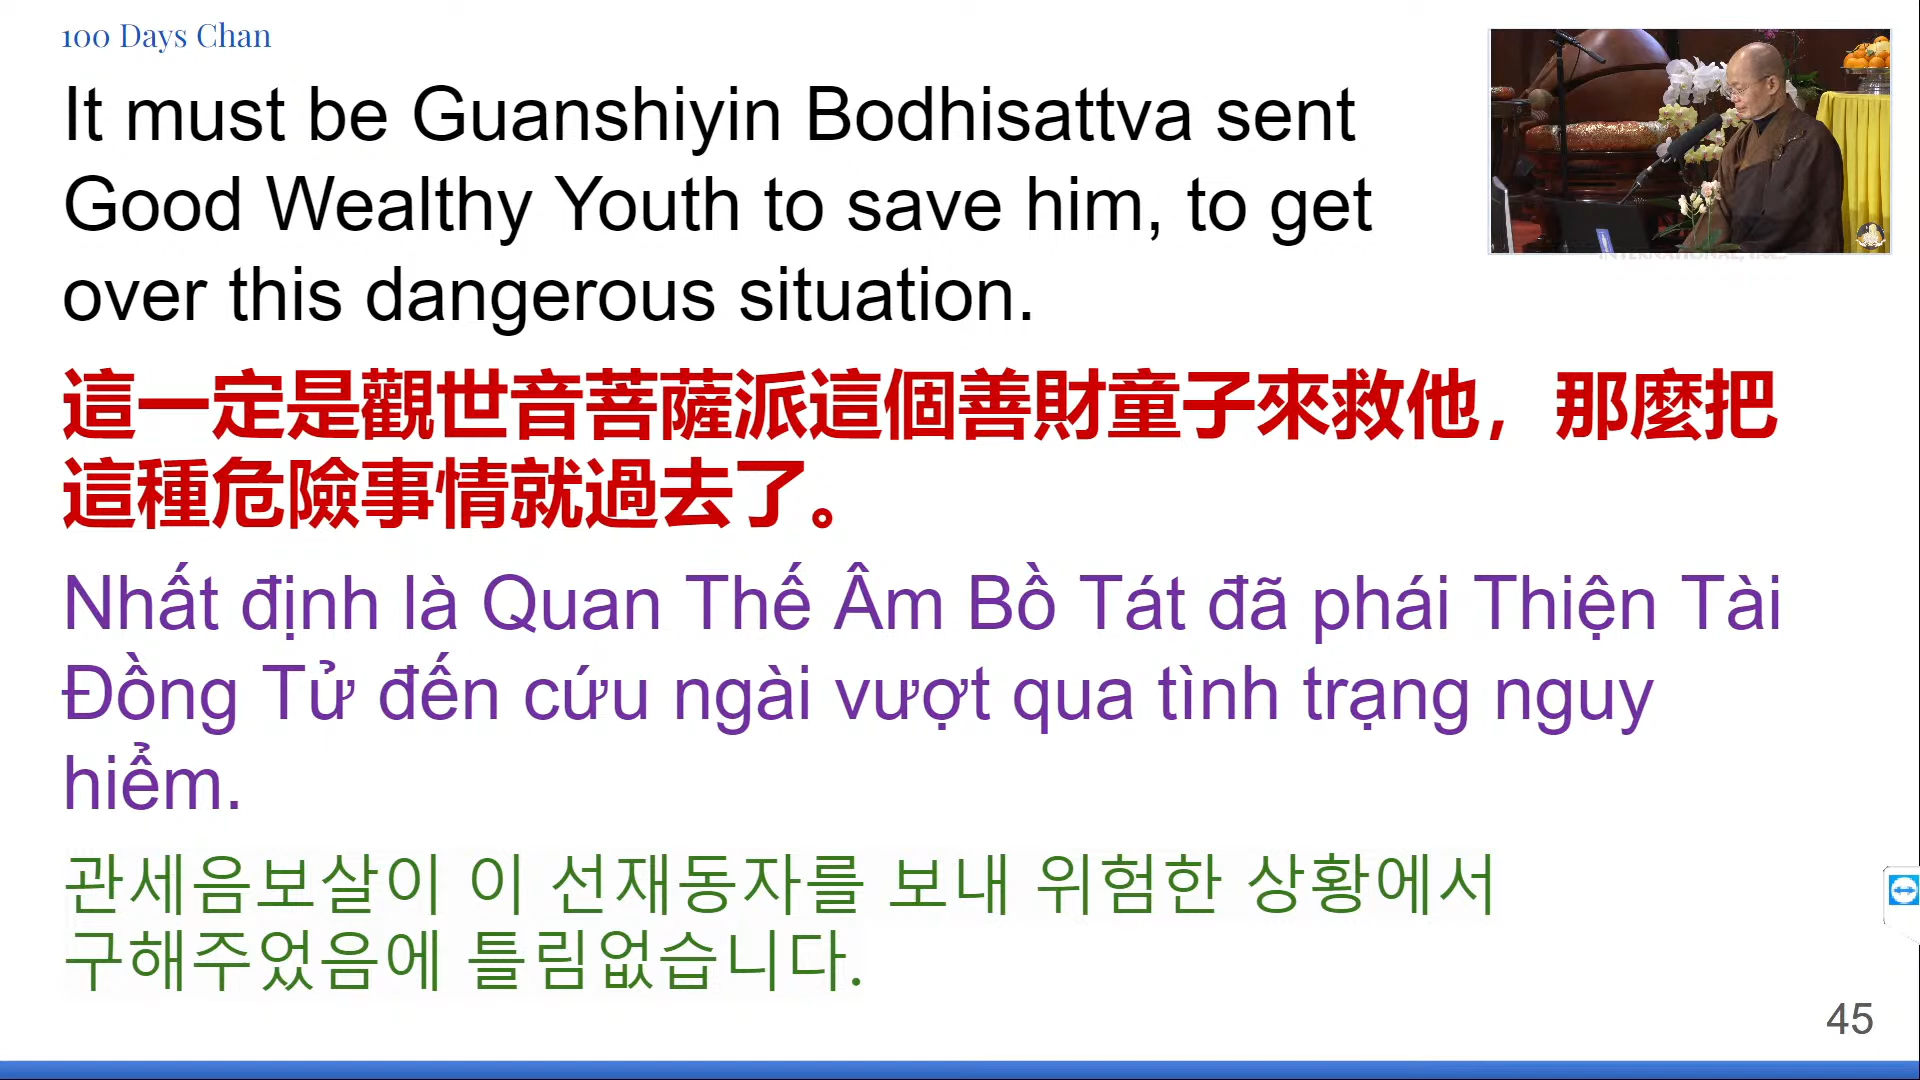 100 Days Chan
It must be Guanshiyin Bodhisattva sent
Good Wealthy Youth to save him, to get
over this dangerous situation.
這一定是觀世音菩薩派這個善財童子來救他，那麼把
這種危險事情就過去了。
Nhất định là Quan Thế Âm Bồ Tát đã phái Thiện Tài
Đồng Tử đến cứu ngài vượt qua tình trạng nguy
hiểm.
관세음보살이 이 선재동자를 보내 위험한 상황에서
구해주었음에 틀림없습니다.
45